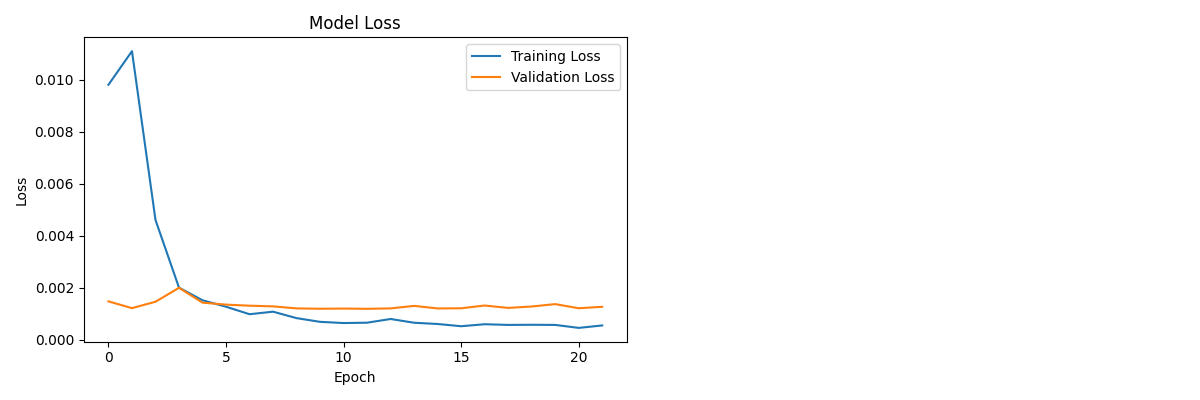 Model Loss
Training Loss
Validation Loss
0.010
0.008
0.006
0.004
0.002
0.000
Loss
0 5 10 15 20
Epoch